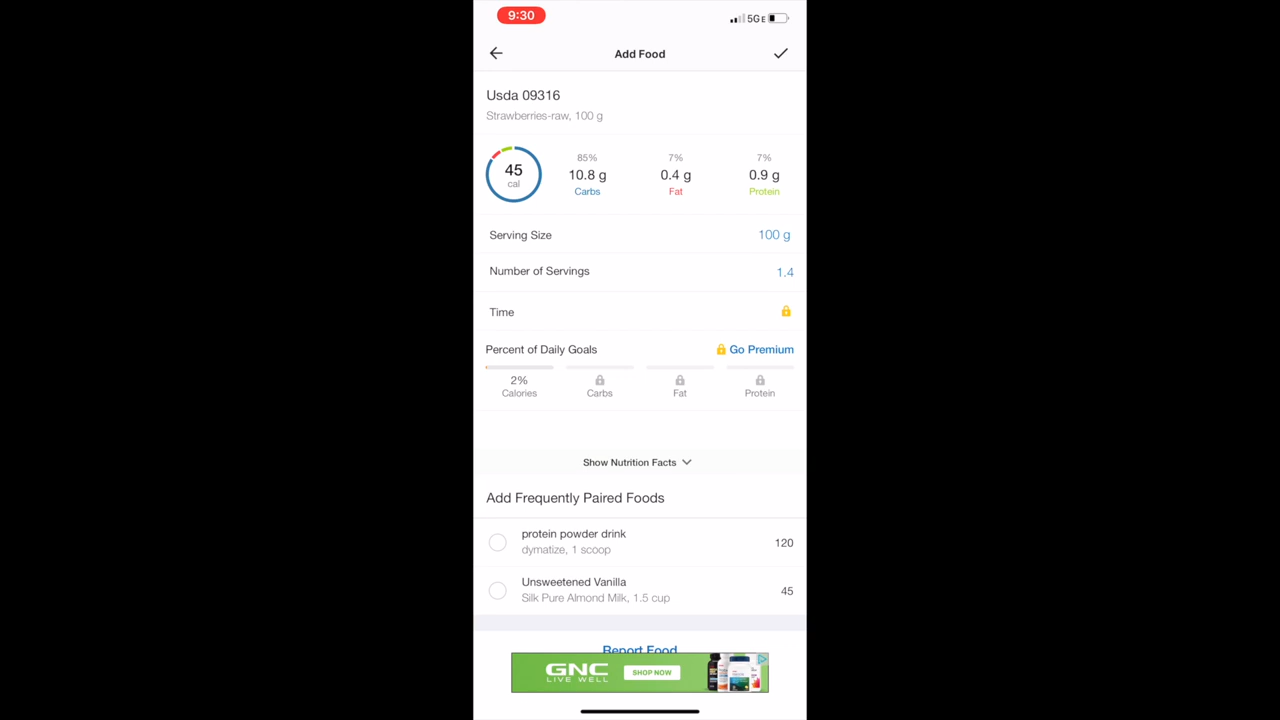 9:30
5GE
Add Food
Usda 09316
Strawberries-raw, 100 g
45
cal
85%
10.8 g
Carbs
7%
0.4 g
Fat
7%
0.9 g
Protein
Serving Size
100 g
Number of Servings
1.4
Time
Percent of Daily Goals
Go Premium
2%
Calories
Carbs
Fat
Protein
Show Nutrition Facts
Add Frequently Paired Foods
protein powder drink
dymatize, 1 scoop
120
Unsweetened Vanilla
Silk Pure Almond Milk, 1.5 cup
45
Report Food
GNC
LIVE WELL
SHOP NOW